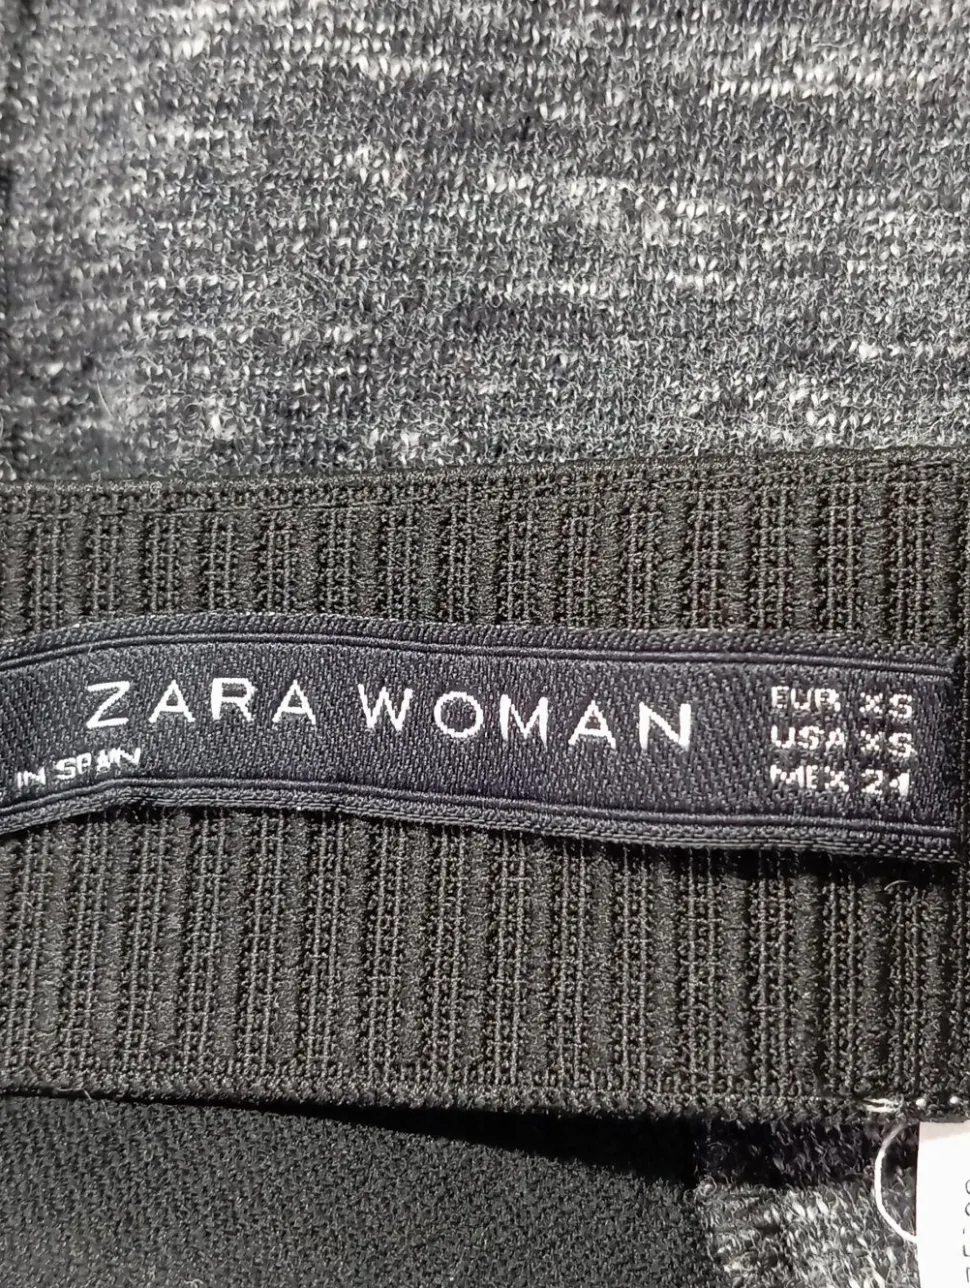 ZARA WOMAN
IN SPAIN
EUR XS
USA XS
MEX 24